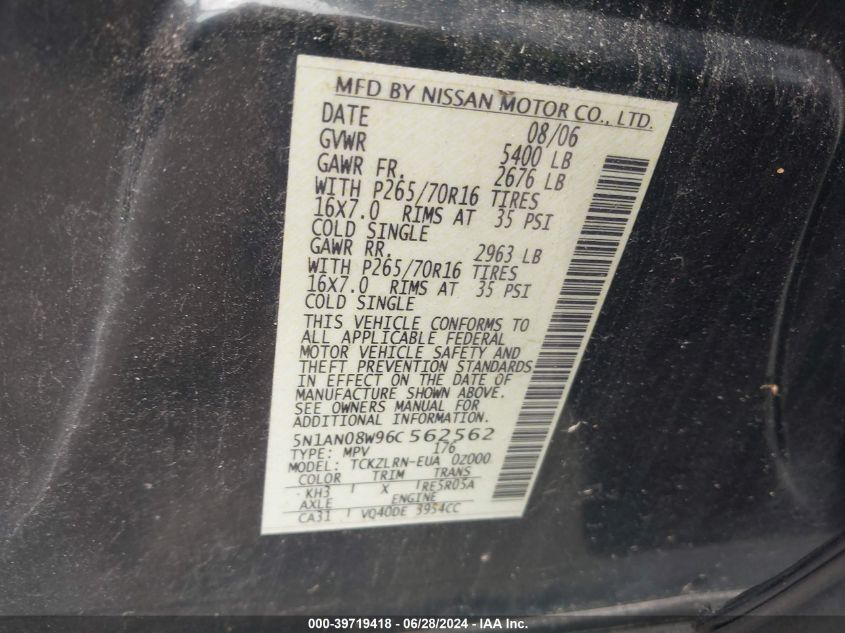 MFD BY NISSAN MOTOR CO., LTD.
DATE 08/06
GVWR 5400 LB
GAWR FR. 2676 LB
WITH P265/70R16 TIRES
16X7.0 RIMS AT 35 PSI
COLD SINGLE
GAWR RR. 2963 LB
WITH P265/70R16 TIRES
16X7.0 RIMS AT 35 PSI
COLD SINGLE
THIS VEHICLE CONFORMS TO
ALL APPLICABLE FEDERAL
MOTOR VEHICLE SAFETY AND
THEFT PREVENTION STANDARDS
IN EFFECT ON THE DATE OF
MANUFACTURE SHOWN ABOVE.
SEE OWNERS MANUAL FOR
ADDITIONAL INFORMATION.
5N1AN08W96C562562
TYPE: MPV 176
MODEL: TCKZLRN-EUA 0Z000
COLOR TRIM TRANS
KH3 X RE5R05A
AXLE ENGINE
CA31 VQ40DE 3954CC
000-39719418 - 06/28/2024 - IAA Inc.